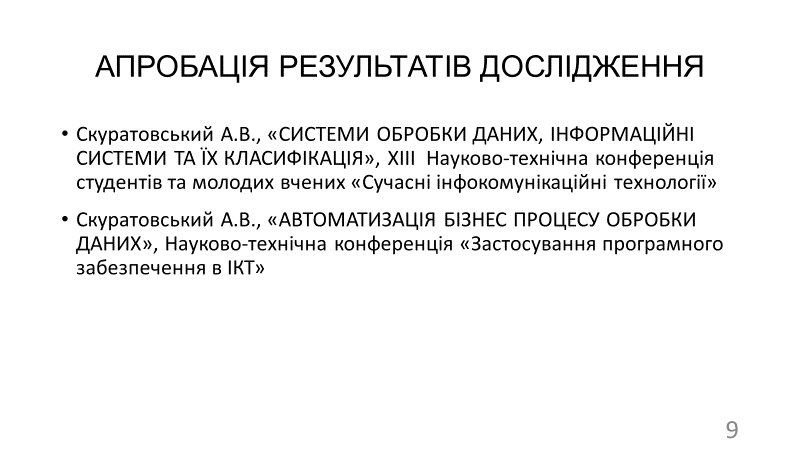 АПРОБАЦІЯ РЕЗУЛЬТАТІВ ДОСЛІДЖЕННЯ
• Скуратовський А.В., «СИСТЕМИ ОБРОБКИ ДАНИХ, ІНФОРМАЦІЙНІ
СИСТЕМИ ТА ЇХ КЛАСИФІКАЦІЯ», XIII Науково-технічна конференція
студентів та молодих вчених «Сучасні інфокомунікаційні технології»
• Скуратовський А.В., «АВТОМАТИЗАЦІЯ БІЗНЕС ПРОЦЕСУ ОБРОБКИ
ДАНИХ», Науково-технічна конференція «Застосування програмного
забезпечення в ІКТ»
9